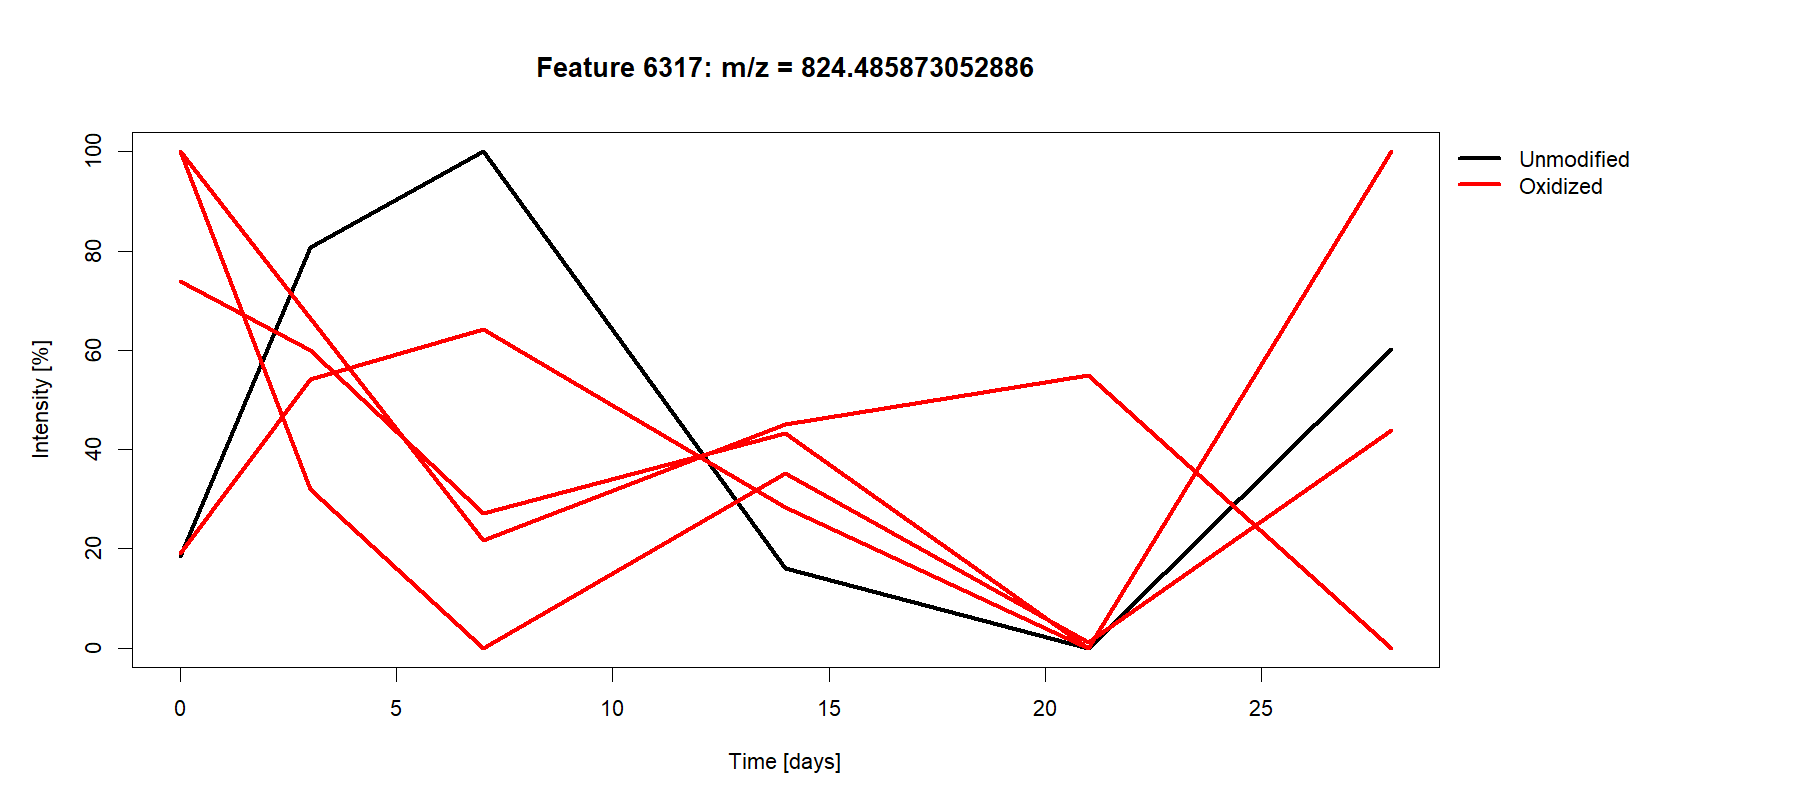 Feature 6317: m/z = 824.485873052886
Unmodified
Oxidized
Intensity [%]
100
80
60
40
20
0
0 5 10 15 20 25
Time [days]